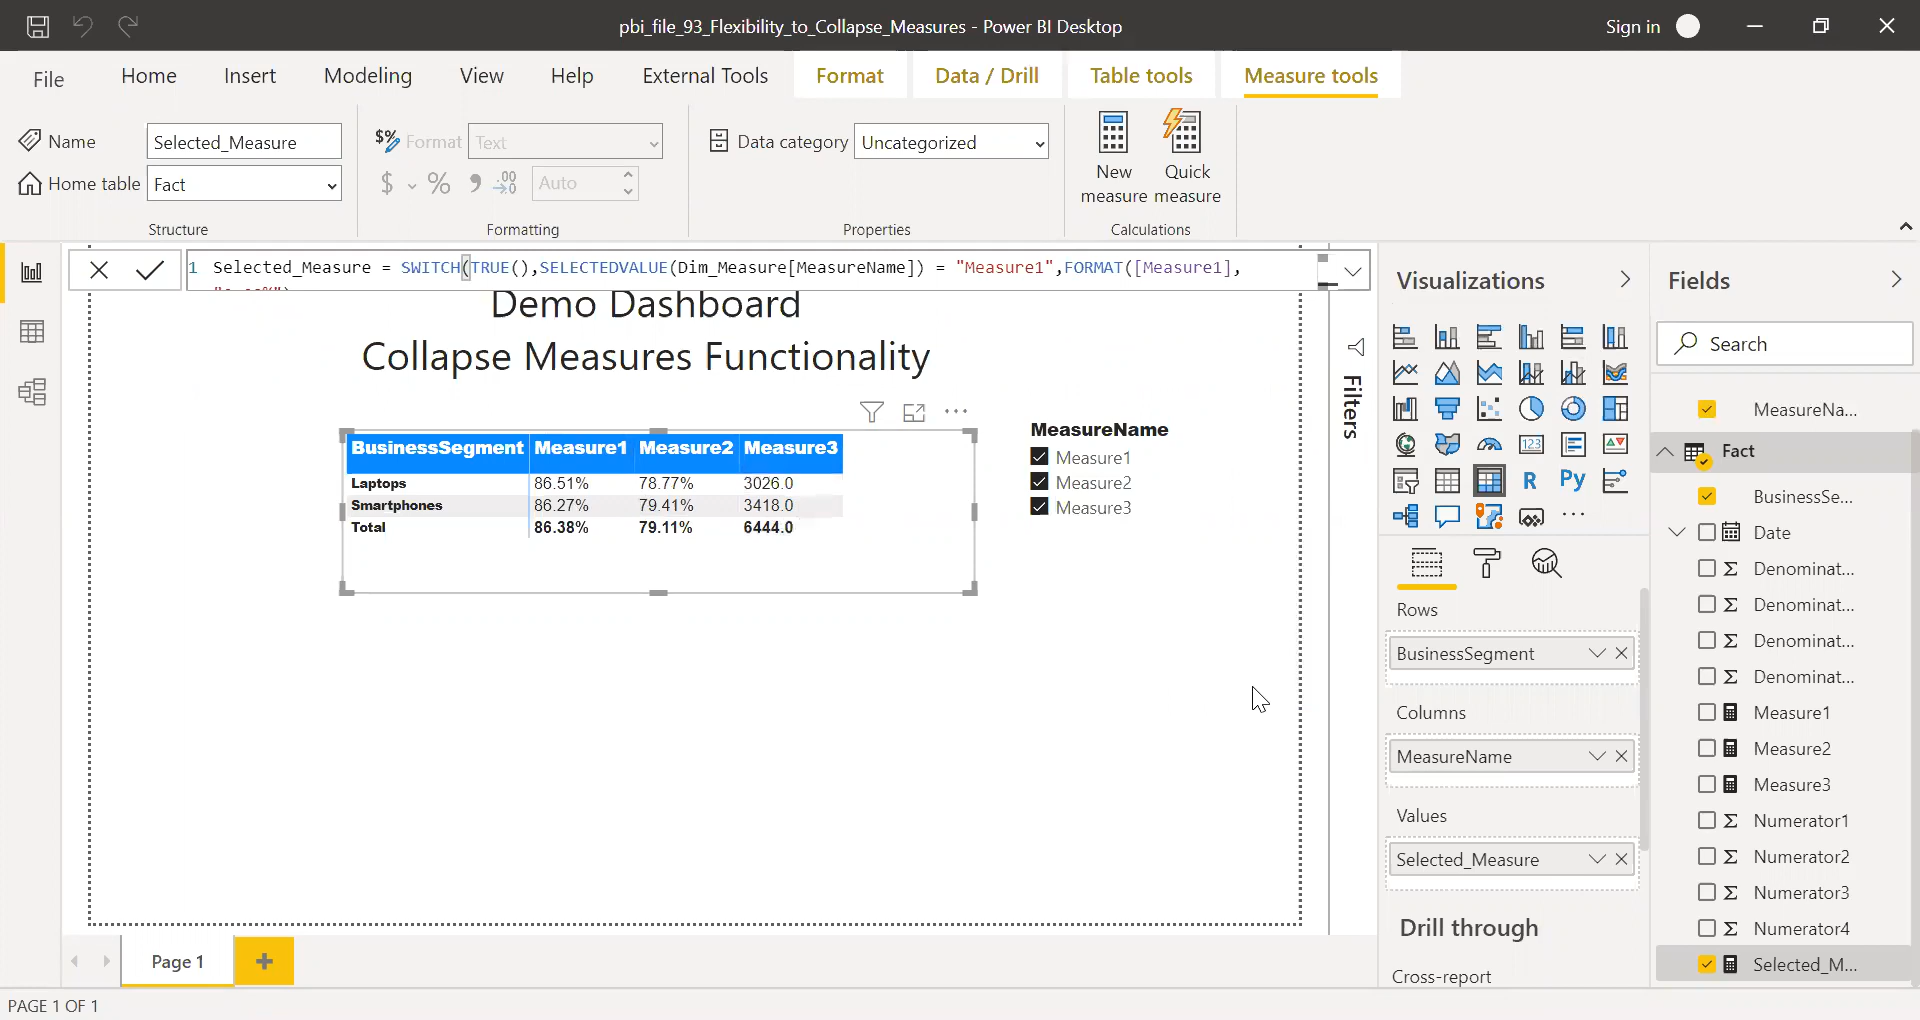 pbi_file_93_Flexibility_to_Collapse_Measures - Power BI Desktop
Sign in
File
Home
Insert
Modeling
View
Help
External Tools
Format
Data / Drill
Table tools
Measure tools
Name
Selected_Measure
Home table
Fact
Structure
$% Format
Text
$
%
,
.00
Auto
Formatting
Data category
Uncategorized
Properties
New
measure
Quick
measure
Calculations
1 Selected_Measure = SWITCH(TRUE(),SELECTEDVALUE(Dim_Measure[MeasureName]) = "Measure1",FORMAT([Measure1],
Demo Dashboard
Collapse Measures Functionality
BusinessSegment Measure1 Measure2 Measure3
Laptops 86.51% 78.77% 3026.0
Smartphones 86.27% 79.41% 3418.0
Total 86.38% 79.11% 6444.0
MeasureName
Measure1
Measure2
Measure3
Filters
Visualizations
123
R
Py
...
Rows
BusinessSegment
Columns
MeasureName
Values
Selected_Measure
Drill through
Cross-report
Fields
Search
MeasureNa...
Fact
BusinessSe...
Date
Σ Denominat...
Σ Denominat...
Σ Denominat...
Σ Denominat...
Measure1
Measure2
Measure3
Σ Numerator1
Σ Numerator2
Σ Numerator3
Σ Numerator4
Selected_M...
Page 1
+
PAGE 1 OF 1